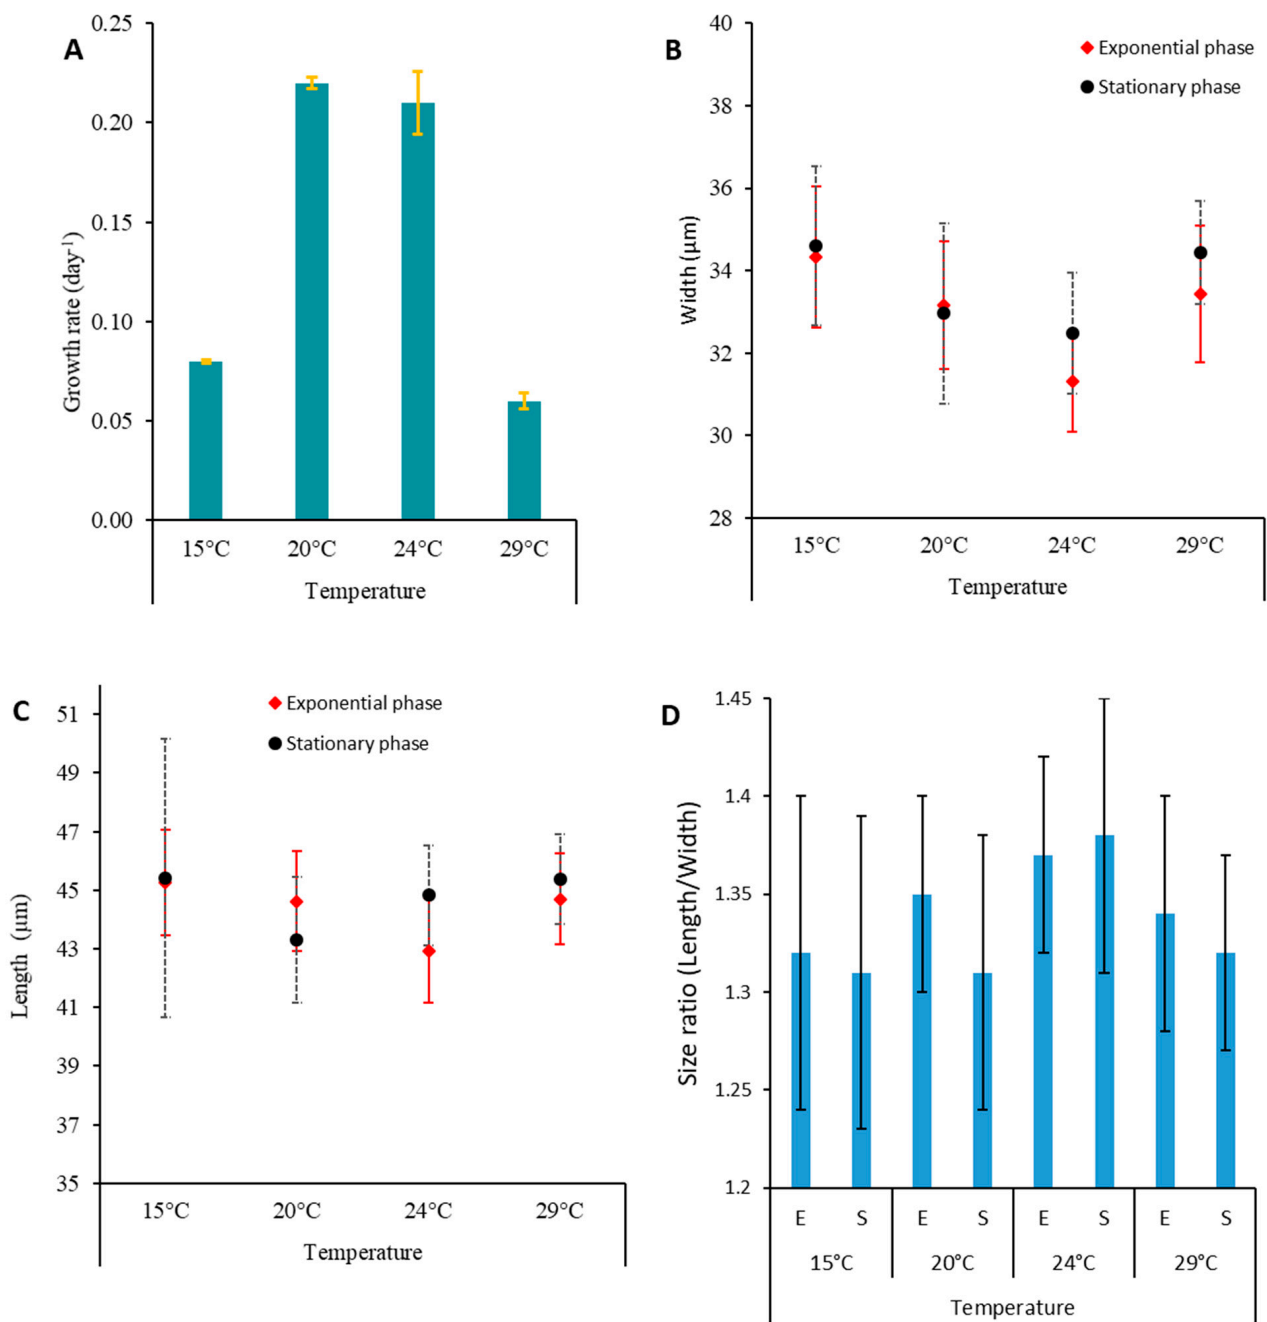 A
0.25
0.20
0.15
0.10
0.05
0.00
Growth rate (day-1)
15°C 20°C 24°C 29°C
Temperature
B
40
38
36
34
32
30
28
Width (µm)
Exponential phase
Stationary phase
15°C 20°C 24°C 29°C
Temperature
C
51
49
47
45
43
41
39
37
35
Length (µm)
Exponential phase
Stationary phase
15°C 20°C 24°C 29°C
Temperature
D
1.45
1.4
1.35
1.3
1.25
1.2
Size ratio (Length/Width)
E S E S E S E S
15°C 20°C 24°C 29°C
Temperature